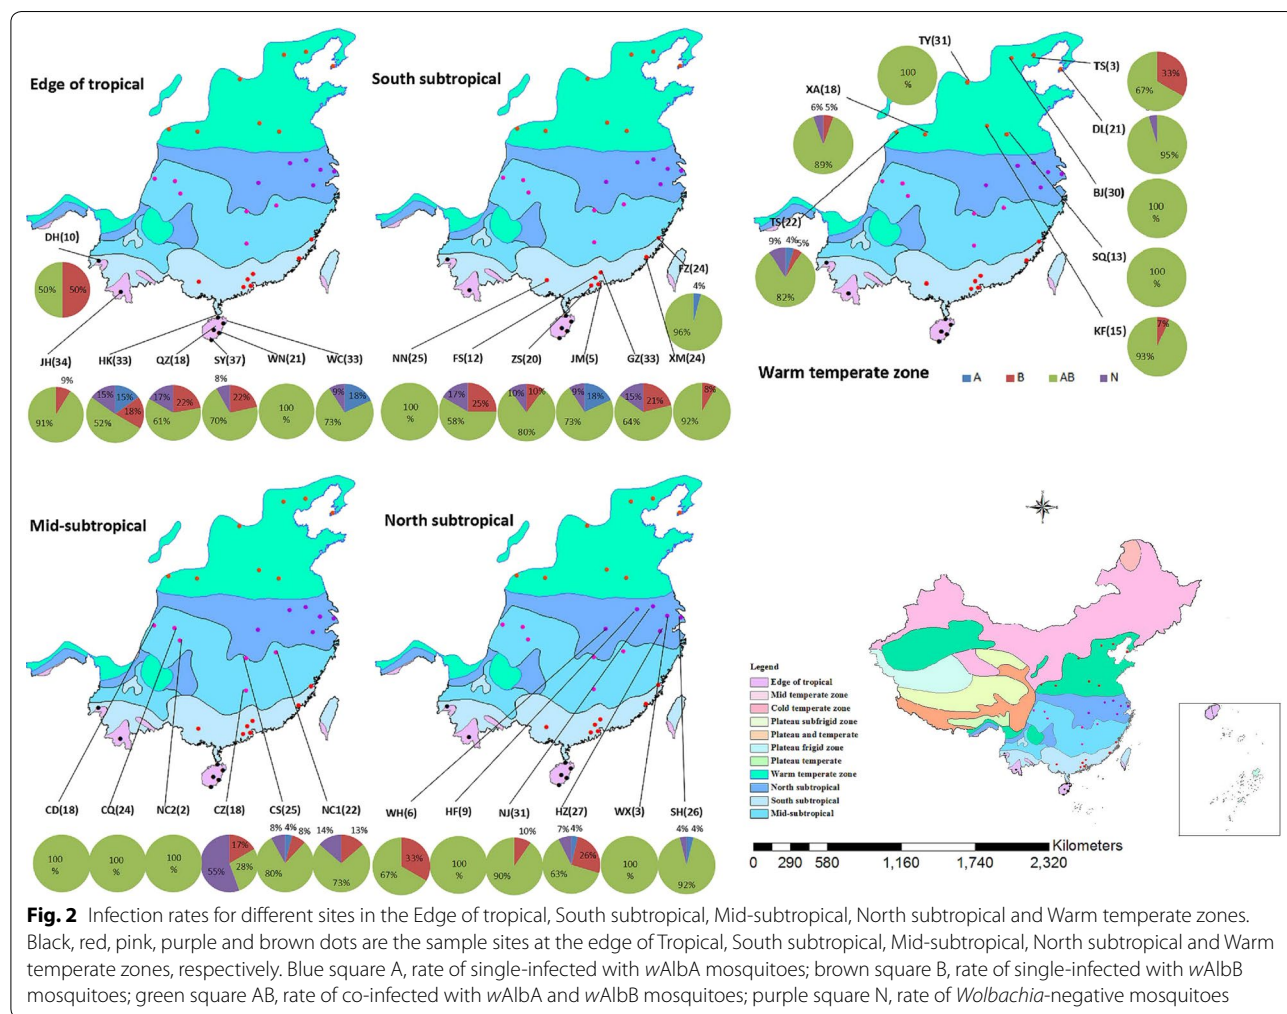 Edge of tropical
DH(10)
50% 50%
JH(34) HK(33) QZ(18) SY(37) WN(21) WC(33)
9%
91%
15% 15%
18%
52%
17% 22%
61%
8%
22%
70%
100
%
9% 18%
73%
South subtropical
FZ(24)
4%
96%
NN(25) FS(12) ZS(20) JM(5) GZ(33) XM(24)
100
%
17% 25%
58%
10% 10%
80%
9% 18%
73%
15% 21%
64%
8%
92%
TY(31)
100
%
XA(18)
6% 5%
89%
TS(22)
9% 4% 5%
82%
TS(3)
33%
67%
DL(21)
95%
BJ(30)
100
%
SQ(13)
100
%
KF(15)
7%
93%
Warm temperate zone
A B AB N
Mid-subtropical
CD(18) CQ(24) NC2(2) CZ(18) CS(25) NC1(22)
100
%
100
%
100
%
17%
55% 28%
8% 4% 8%
80%
14% 13%
73%
North subtropical
WH(6) HF(9) NJ(31) HZ(27) WX(3) SH(26)
33%
67%
100
%
10%
90%
7% 4%
26%
63%
100
%
4% 4%
92%
Legend
Edge of tropical
Mid temperate zone
Cold temperate zone
Plateau subfrigid zone
Plateau and temperate
Plateau frigid zone
Plateau temperate
Warm temperate zone
North subtropical
South subtropical
Mid-subtropical
Kilometers
0 290 580 1,160 1,740 2,320
Fig. 2 Infection rates for different sites in the Edge of tropical, South subtropical, Mid-subtropical, North subtropical and Warm temperate zones.
Black, red, pink, purple and brown dots are the sample sites at the edge of Tropical, South subtropical, Mid-subtropical, North subtropical and Warm
temperate zones, respectively. Blue square A, rate of single-infected with wAlbA mosquitoes; brown square B, rate of single-infected with wAlbB
mosquitoes; green square AB, rate of co-infected with wAlbA and wAlbB mosquitoes; purple square N, rate of Wolbachia-negative mosquitoes